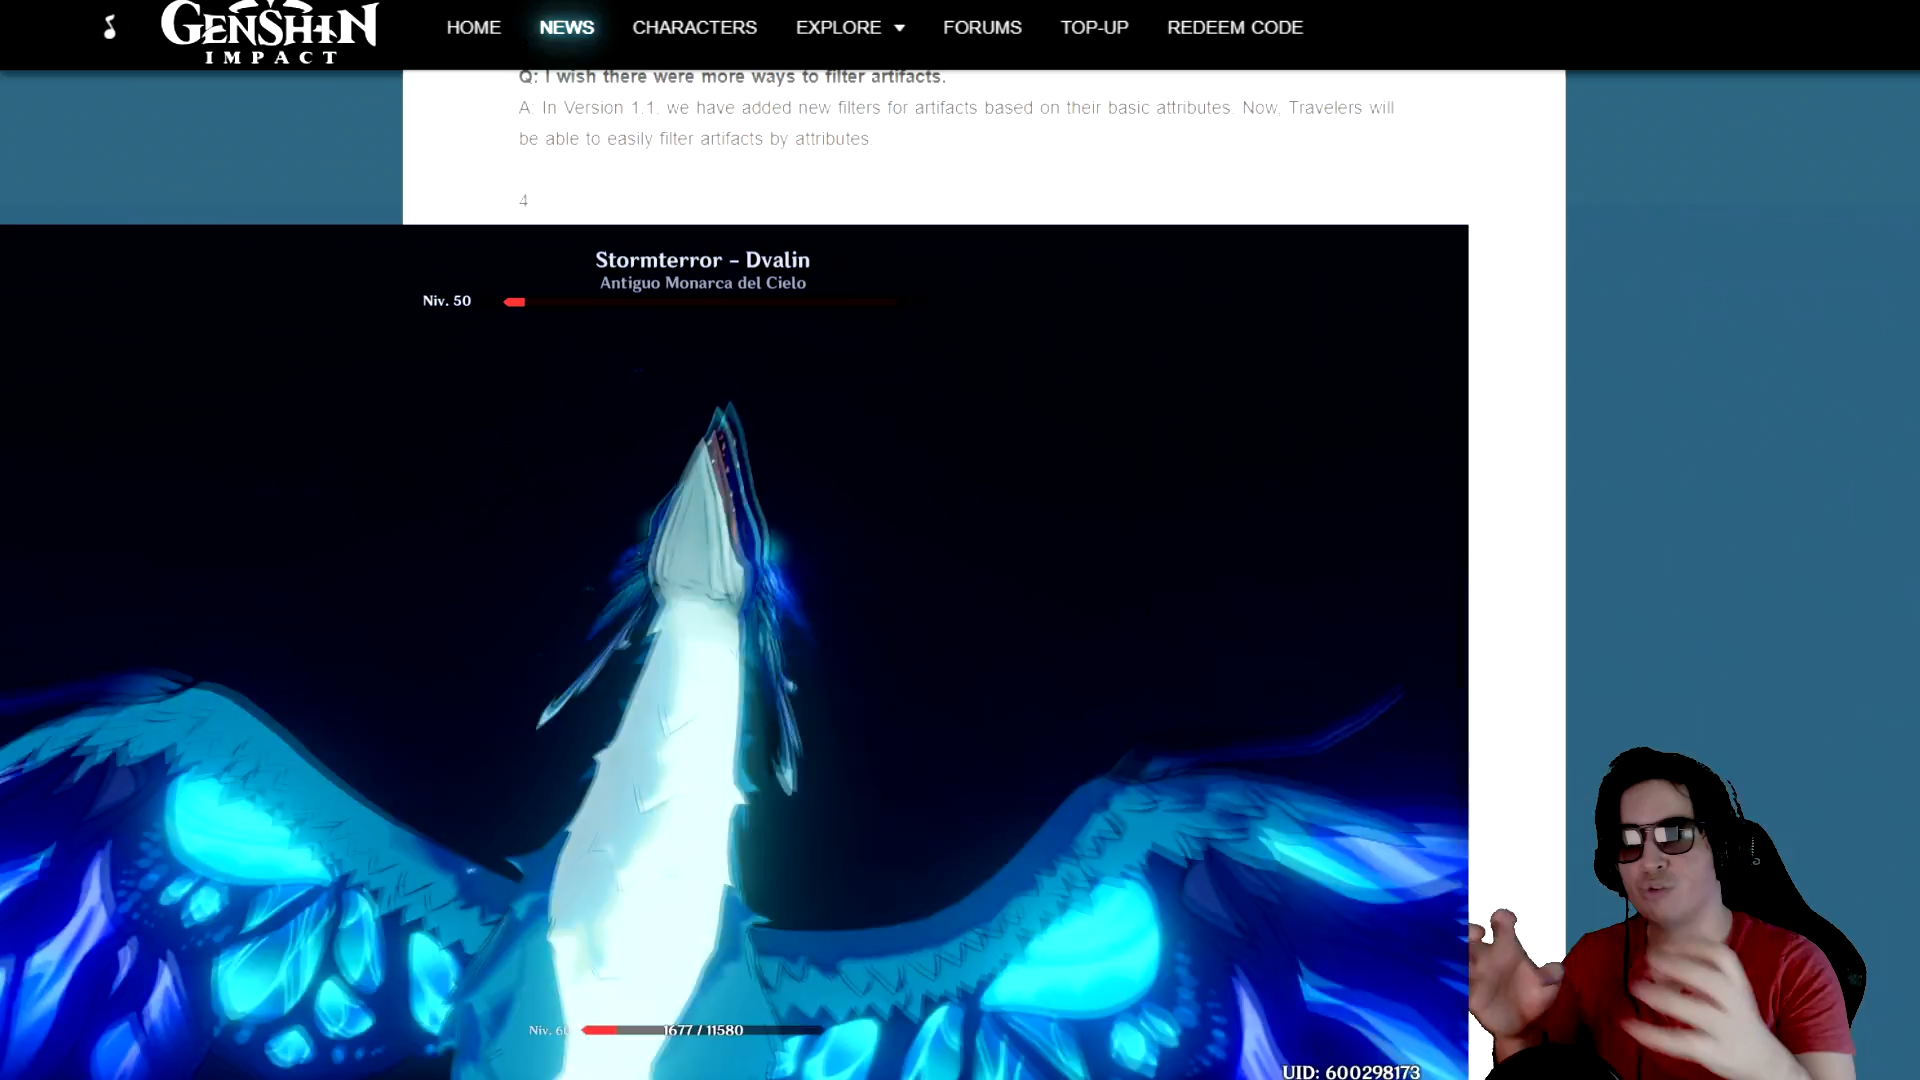 GENSHIN
IMPACT
HOME
NEWS
CHARACTERS
EXPLORE
FORUMS
TOP-UP
REDEEM CODE
Q: I wish there were more ways to filter artifacts.
A: In Version 1.1, we have added new filters for artifacts based on their basic attributes. Now, Travelers will
be able to easily filter artifacts by attributes.
4
Stormterror – Dvalin
Antiguo Monarca del Cielo
Niv. 50
Niv. 60
1677 / 11580
UID: 600298173